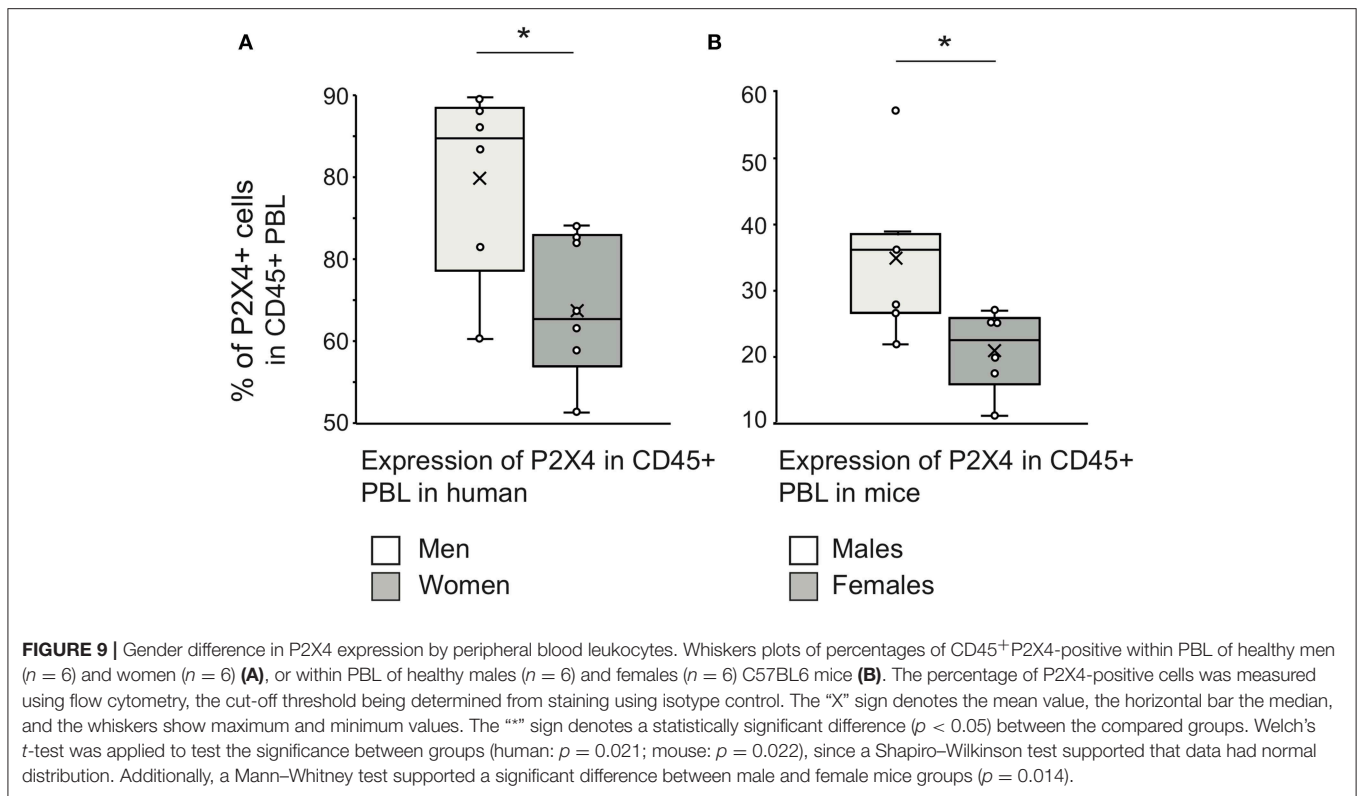 A
*
B
*
90
80
80
60
50
% of P2X4+ cells
in CD45+ PBL
60
50
40
30
20
10
Expression of P2X4 in CD45+
PBL in human
Expression of P2X4 in CD45+
PBL in mice
Men
Women
Males
Females
FIGURE 9 | Gender difference in P2X4 expression by peripheral blood leukocytes. Whiskers plots of percentages of CD45+P2X4-positive within PBL of healthy men
(n = 6) and women (n = 6) (A), or within PBL of healthy males (n = 6) and females (n = 6) C57BL6 mice (B). The percentage of P2X4-positive cells was measured
using flow cytometry, the cut-off threshold being determined from staining using isotype control. The “X” sign denotes the mean value, the horizontal bar the median,
and the whiskers show maximum and minimum values. The “*” sign denotes a statistically significant difference (p < 0.05) between the compared groups. Welch’s
t-test was applied to test the significance between groups (human: p = 0.021; mouse: p = 0.022), since a Shapiro–Wilkinson test supported that data had normal
distribution. Additionally, a Mann–Whitney test supported a significant difference between male and female mice groups (p = 0.014).